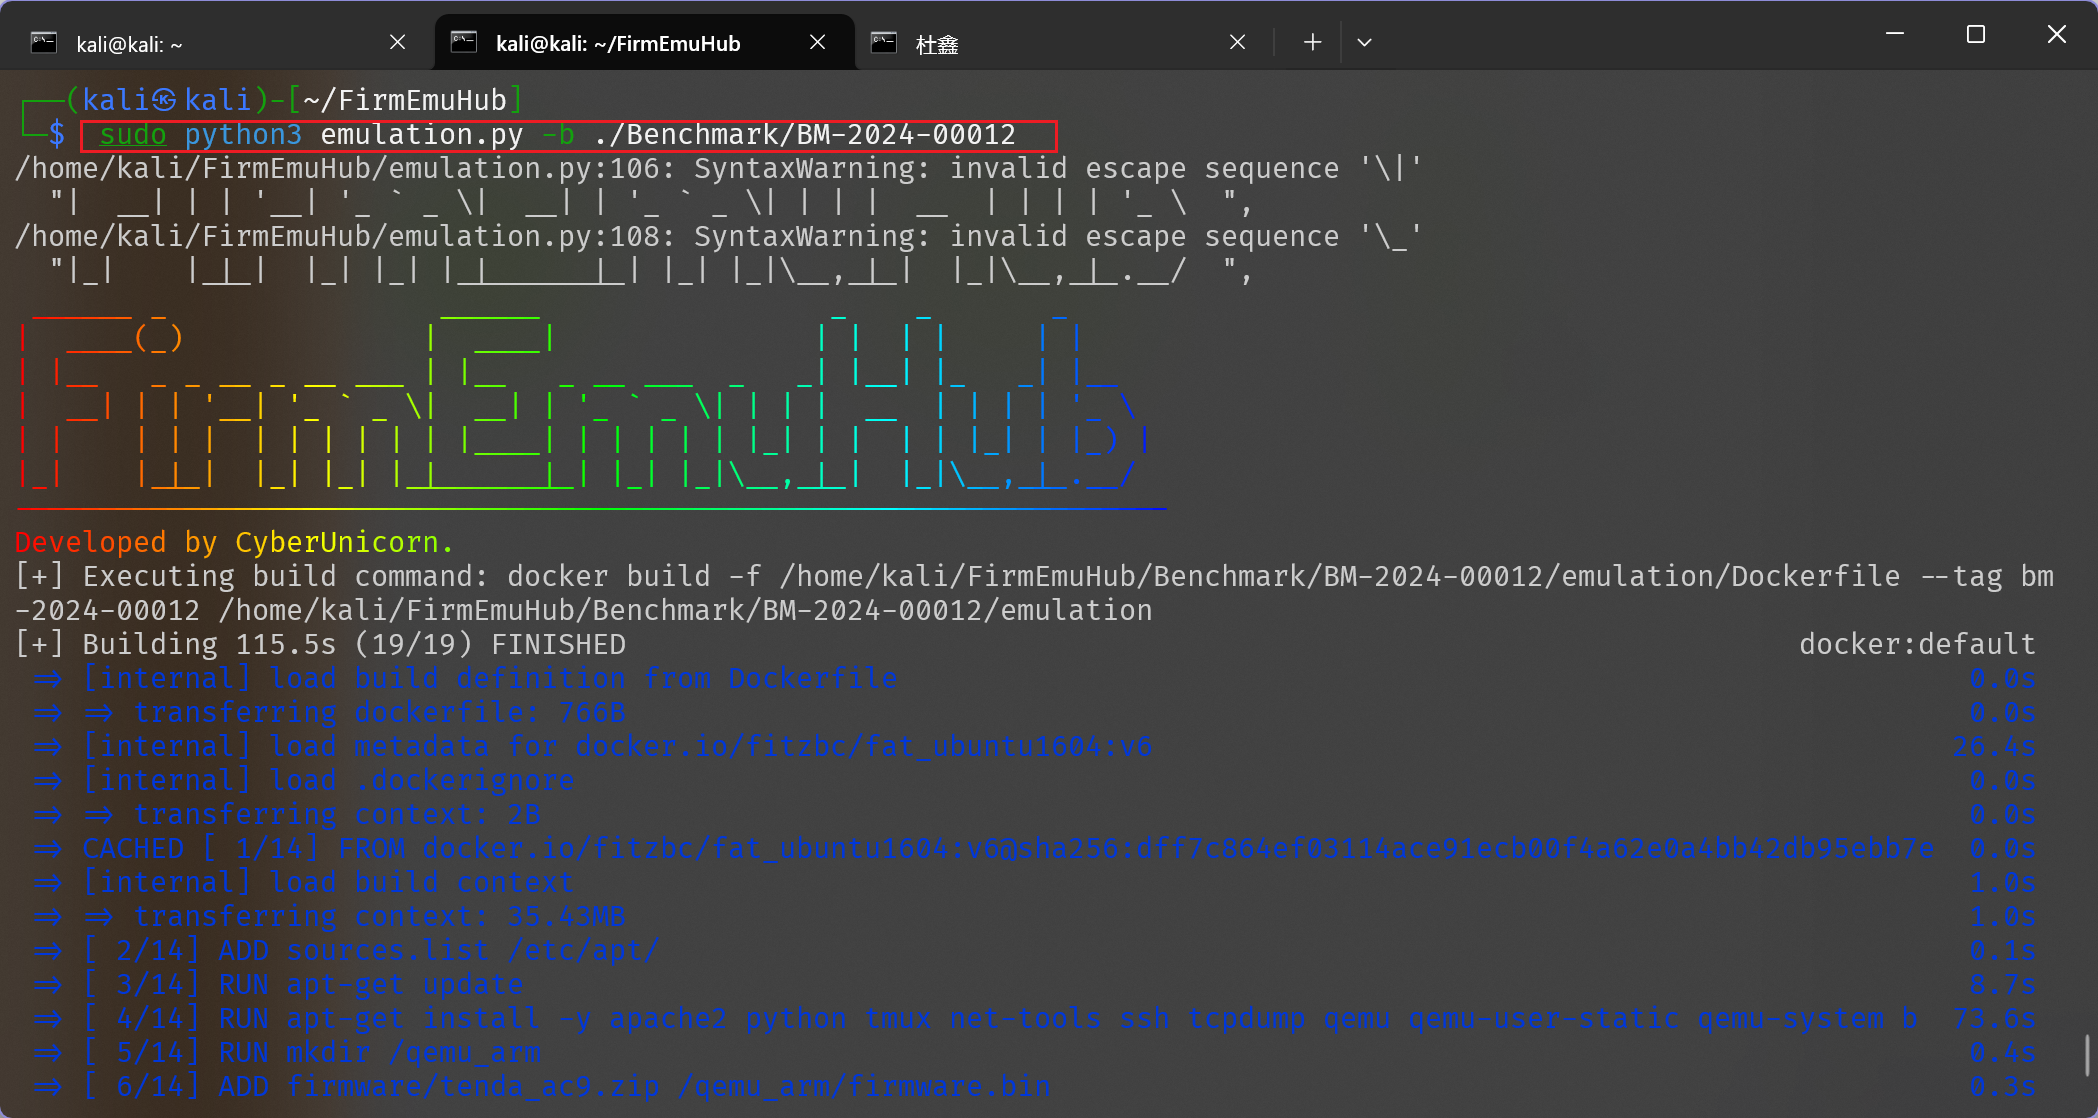 kali@kali: ~
kali@kali: ~/FirmEmuHub
杜鑫
(kali㉿kali)-[~/FirmEmuHub]
$ sudo python3 emulation.py -b ./Benchmark/BM-2024-00012
/home/kali/FirmEmuHub/emulation.py:106: SyntaxWarning: invalid escape sequence '\|'
"|  __| | | '__| '_ ` _ \|  __| | '_ ` _ \| | | |  __  | | | | '_ \  ",
/home/kali/FirmEmuHub/emulation.py:108: SyntaxWarning: invalid escape sequence '\_'
"|_|    |_|_|  |_| |_| |_|______|_| |_| |_|\__,_|_|  |_|\__,_|_.__/  ",
FirmEmuHub
Developed by CyberUnicorn.
[+] Executing build command: docker build -f /home/kali/FirmEmuHub/Benchmark/BM-2024-00012/emulation/Dockerfile --tag bm
-2024-00012 /home/kali/FirmEmuHub/Benchmark/BM-2024-00012/emulation
[+] Building 115.5s (19/19) FINISHED docker:default
=> [internal] load build definition from Dockerfile 0.0s
=> => transferring dockerfile: 766B 0.0s
=> [internal] load metadata for docker.io/fitzbc/fat_ubuntu1604:v6 26.4s
=> [internal] load .dockerignore 0.0s
=> => transferring context: 2B 0.0s
=> CACHED [ 1/14] FROM docker.io/fitzbc/fat_ubuntu1604:v6@sha256:dff7c864ef03114ace91ecb00f4a62e0a4bb42db95ebb7e 0.0s
=> [internal] load build context 1.0s
=> => transferring context: 35.43MB 1.0s
=> [ 2/14] ADD sources.list /etc/apt/ 0.1s
=> [ 3/14] RUN apt-get update 8.7s
=> [ 4/14] RUN apt-get install -y apache2 python tmux net-tools ssh tcpdump qemu qemu-user-static qemu-system b 73.6s
=> [ 5/14] RUN mkdir /qemu_arm 0.4s
=> [ 6/14] ADD firmware/tenda_ac9.zip /qemu_arm/firmware.bin 0.3s